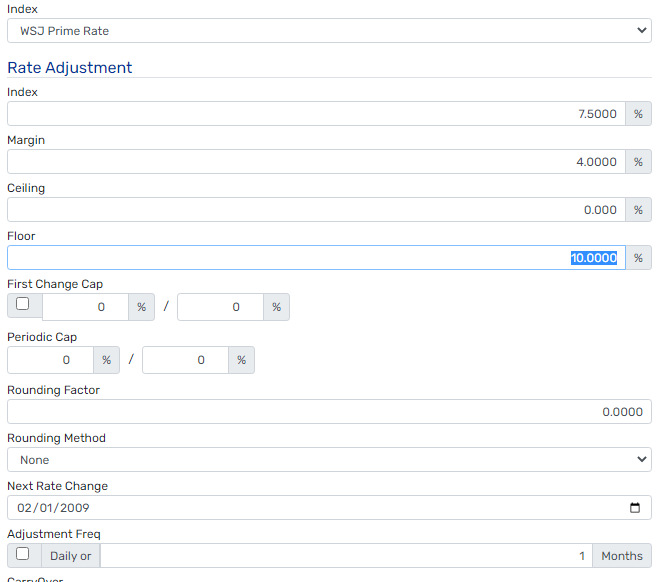 Index
WSJ Prime Rate
Rate Adjustment
Index
7.5000 %
Margin
4.0000 %
Ceiling
0.000 %
Floor
10.0000 %
First Change Cap
0 % / 0 %
Periodic Cap
0 % / 0 %
Rounding Factor
0.0000
Rounding Method
None
Next Rate Change
02/01/2009
Adjustment Freq
Daily or 1 Months
CarryOver